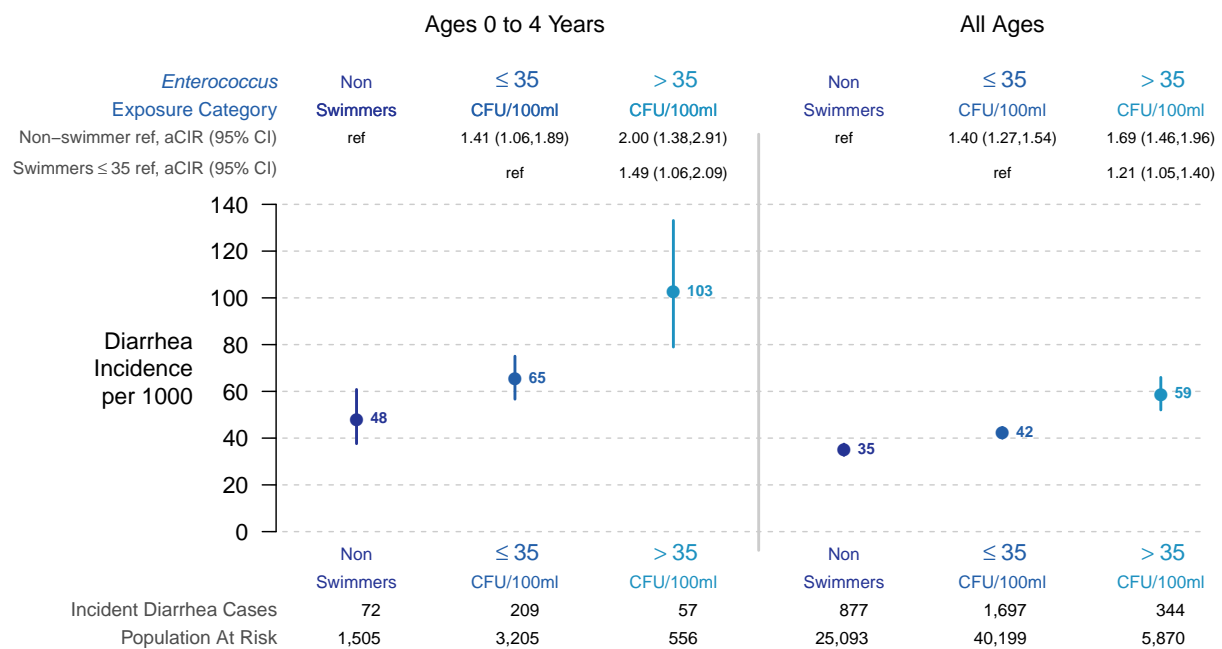 Ages 0 to 4 Years All Ages
Enterococcus Non ≤ 35 > 35 Non ≤ 35 > 35
Exposure Category Swimmers CFU/100ml CFU/100ml Swimmers CFU/100ml CFU/100ml
Non−swimmer ref, aCIR (95% CI) ref 1.41 (1.06,1.89) 2.00 (1.38,2.91) ref 1.40 (1.27,1.54) 1.69 (1.46,1.96)
Swimmers ≤ 35 ref, aCIR (95% CI) ref 1.49 (1.06,2.09) ref 1.21 (1.05,1.40)
140
120
100
80
60
40
20
0
Diarrhea
Incidence
per 1000
48
65
103
35
42
59
Non ≤ 35 > 35 Non ≤ 35 > 35
Swimmers CFU/100ml CFU/100ml Swimmers CFU/100ml CFU/100ml
Incident Diarrhea Cases 72 209 57 877 1,697 344
Population At Risk 1,505 3,205 556 25,093 40,199 5,870